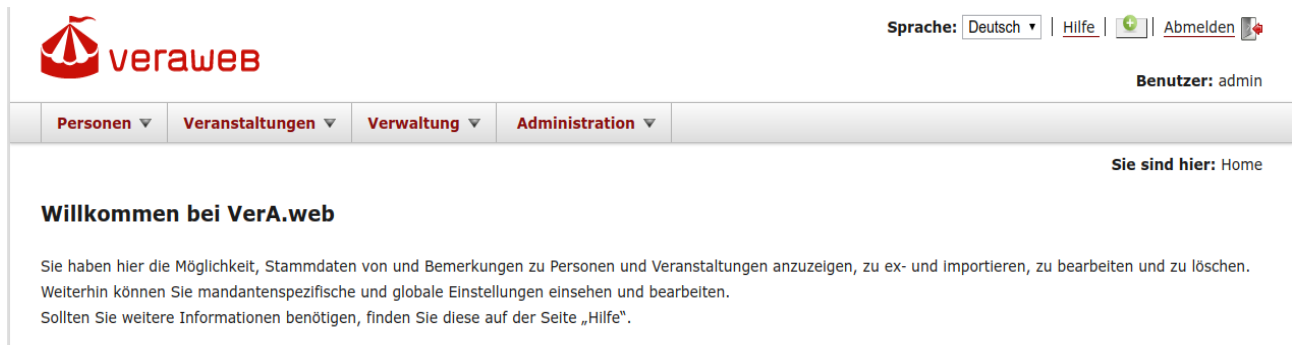 veraweb
Sprache: Deutsch | Hilfe | | Abmelden
Benutzer: admin
Personen Veranstaltungen Verwaltung Administration
Sie sind hier: Home
Willkommen bei VerA.web
Sie haben hier die Möglichkeit, Stammdaten von und Bemerkungen zu Personen und Veranstaltungen anzuzeigen, zu ex- und importieren, zu bearbeiten und zu löschen.
Weiterhin können Sie mandantenspezifische und globale Einstellungen einsehen und bearbeiten.
Sollten Sie weitere Informationen benötigen, finden Sie diese auf der Seite „Hilfe“.